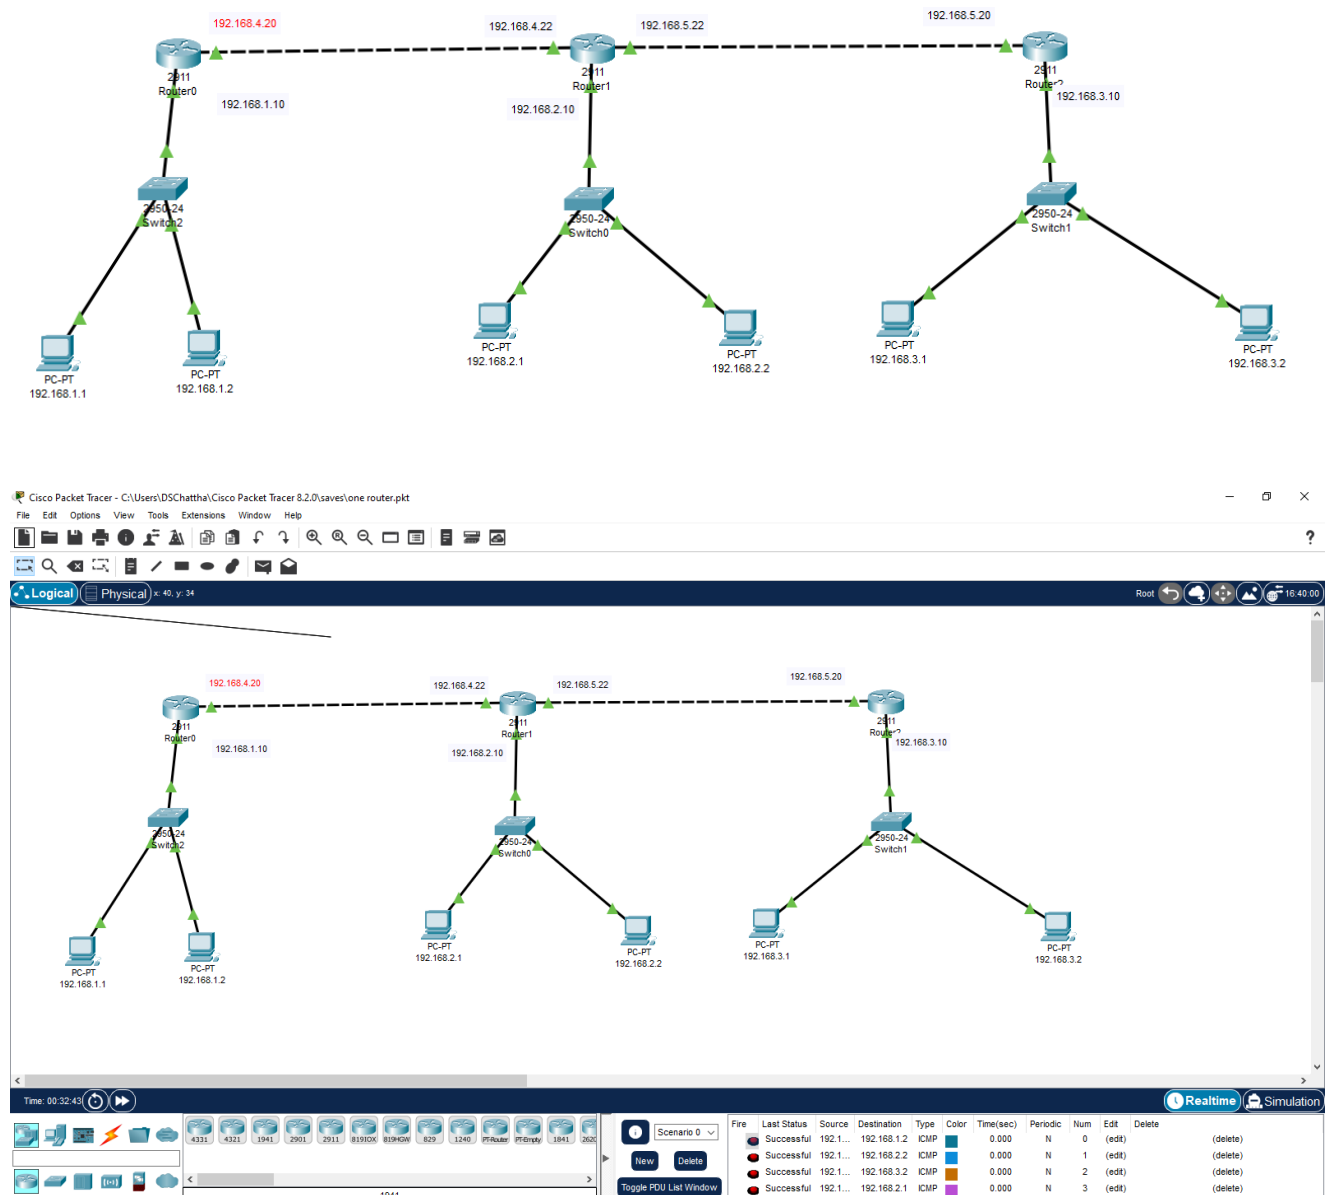 192.168.4.20
192.168.4.22
192.168.5.22
192.168.5.20
2911
Router0
2911
Router1
2911
192.168.1.10
192.168.2.10
192.168.3.10
2950-24
Switch2
2950-24
Switch0
2950-24
Switch1
PC-PT
192.168.1.1
PC-PT
192.168.1.2
PC-PT
192.168.2.1
PC-PT
192.168.2.2
PC-PT
192.168.3.1
PC-PT
192.168.3.2
Cisco Packet Tracer - C:\Users\DSChattha\Cisco Packet Tracer 8.2.0\saves\one router.pkt
File Edit Options View Tools Extensions Window Help
Logical Physical x: 40, y: 34 Root 16:40:00
192.168.4.20
192.168.4.22
192.168.5.22
192.168.5.20
2911
Router0
2911
Router1
2911
192.168.1.10
192.168.2.10
192.168.3.10
2950-24
Switch2
2950-24
Switch0
2950-24
Switch1
PC-PT
192.168.1.1
PC-PT
192.168.1.2
PC-PT
192.168.2.1
PC-PT
192.168.2.2
PC-PT
192.168.3.1
PC-PT
192.168.3.2
Time: 00:32:43 Realtime Simulation
4331 4321 1941 2901 2911 819IOX 819HGW 829 1240 PT-Router PT-Empty 1841 262
Scenario 0
New Delete
Toggle PDU List Window
Fire Last Status Source Destination Type Color Time(sec) Periodic Num Edit Delete
Successful 192.1... 192.168.1.2 ICMP 0.000 N 0 (edit) (delete)
Successful 192.1... 192.168.2.2 ICMP 0.000 N 1 (edit) (delete)
Successful 192.1... 192.168.3.2 ICMP 0.000 N 2 (edit) (delete)
Successful 192.1... 192.168.2.1 ICMP 0.000 N 3 (edit) (delete)